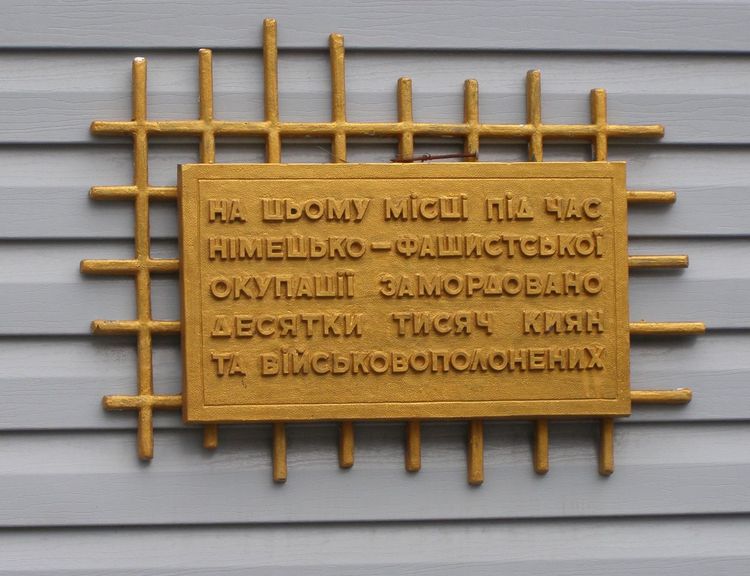 НА ЦЬОМУ МІСЦІ ПІД ЧАС
НІМЕЦЬКО–ФАШИСТСЬКОЇ
ОКУПАЦІЇ ЗАМОРДОВАНО
ДЕСЯТКИ ТИСЯЧ КИЯН
ТА ВІЙСЬКОВОПОЛОНЕНИХ